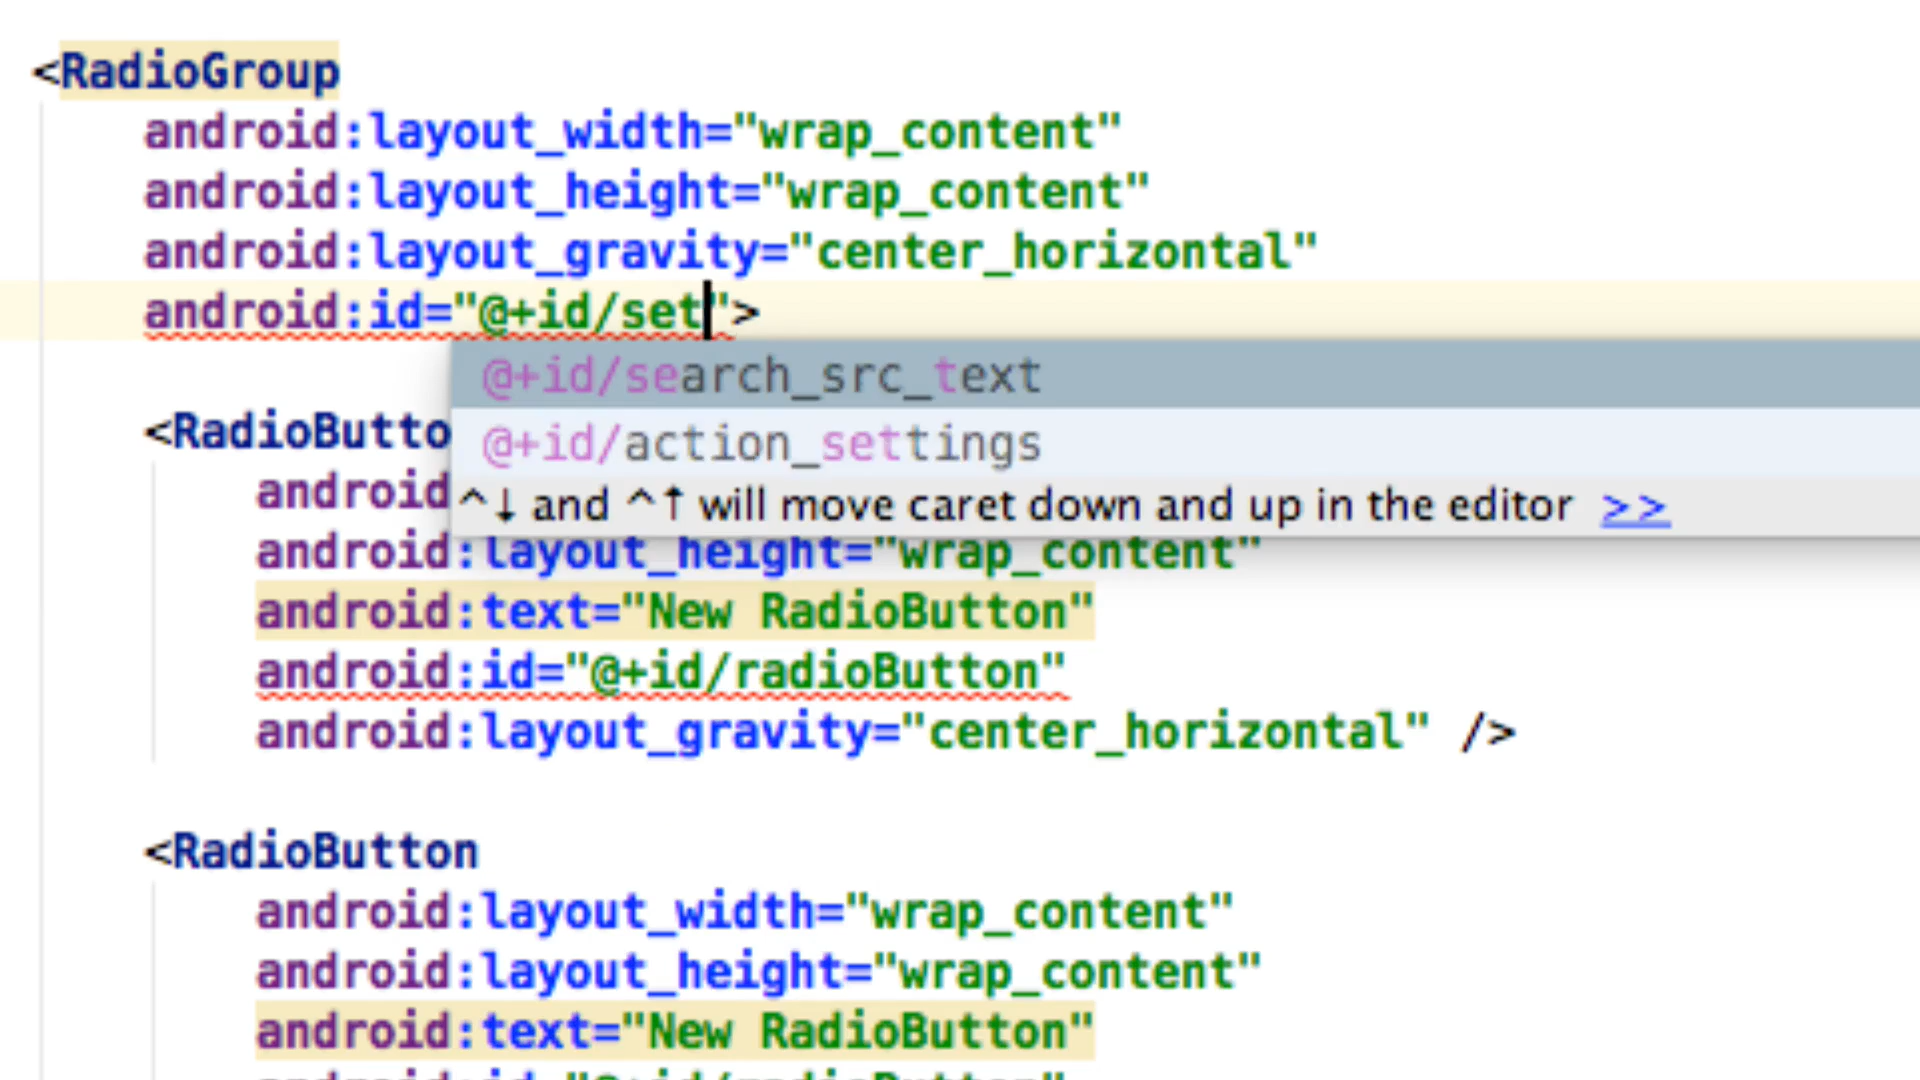 <RadioGroup
android:layout_width="wrap_content"
android:layout_height="wrap_content"
android:layout_gravity="center_horizontal"
android:id="@+id/set">
@+id/search_src_text
@+id/action_settings
^↓ and ^↑ will move caret down and up in the editor >>
<RadioButto
android
android:layout_height="wrap_content"
android:text="New RadioButton"
android:id="@+id/radioButton"
android:layout_gravity="center_horizontal" />
<RadioButton
android:layout_width="wrap_content"
android:layout_height="wrap_content"
android:text="New RadioButton"